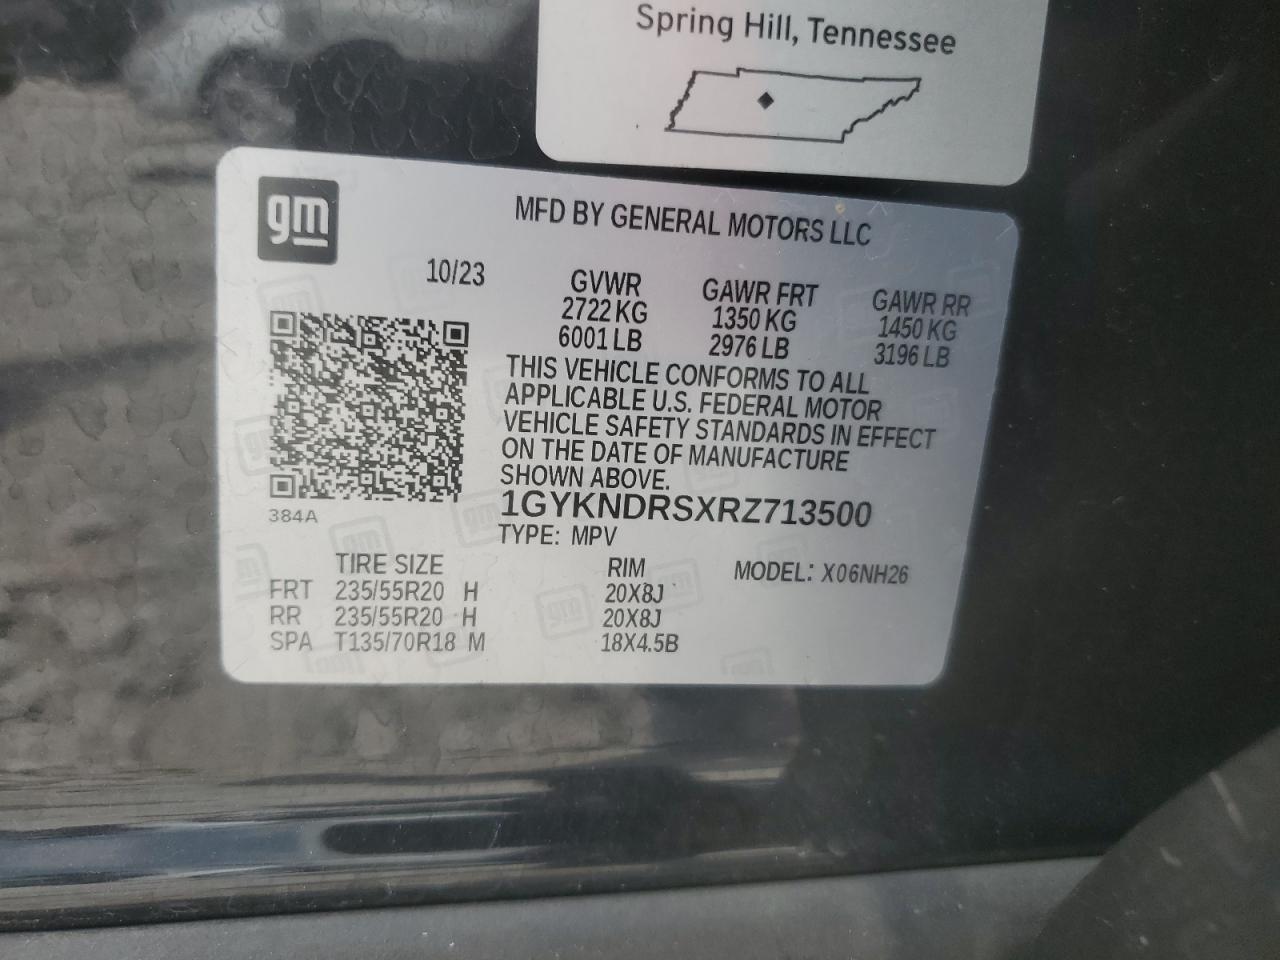 Spring Hill, Tennessee
gm
MFD BY GENERAL MOTORS LLC
10/23
GVWR GAWR FRT GAWR RR
2722 KG 1350 KG 1450 KG
6001 LB 2976 LB 3196 LB
THIS VEHICLE CONFORMS TO ALL
APPLICABLE U.S. FEDERAL MOTOR
VEHICLE SAFETY STANDARDS IN EFFECT
ON THE DATE OF MANUFACTURE
SHOWN ABOVE.
1GYKNDRSXRZ713500
384A
TYPE: MPV
TIRE SIZE RIM MODEL: X06NH26
FRT 235/55R20 H 20X8J
RR 235/55R20 H 20X8J
SPA T135/70R18 M 18X4.5B